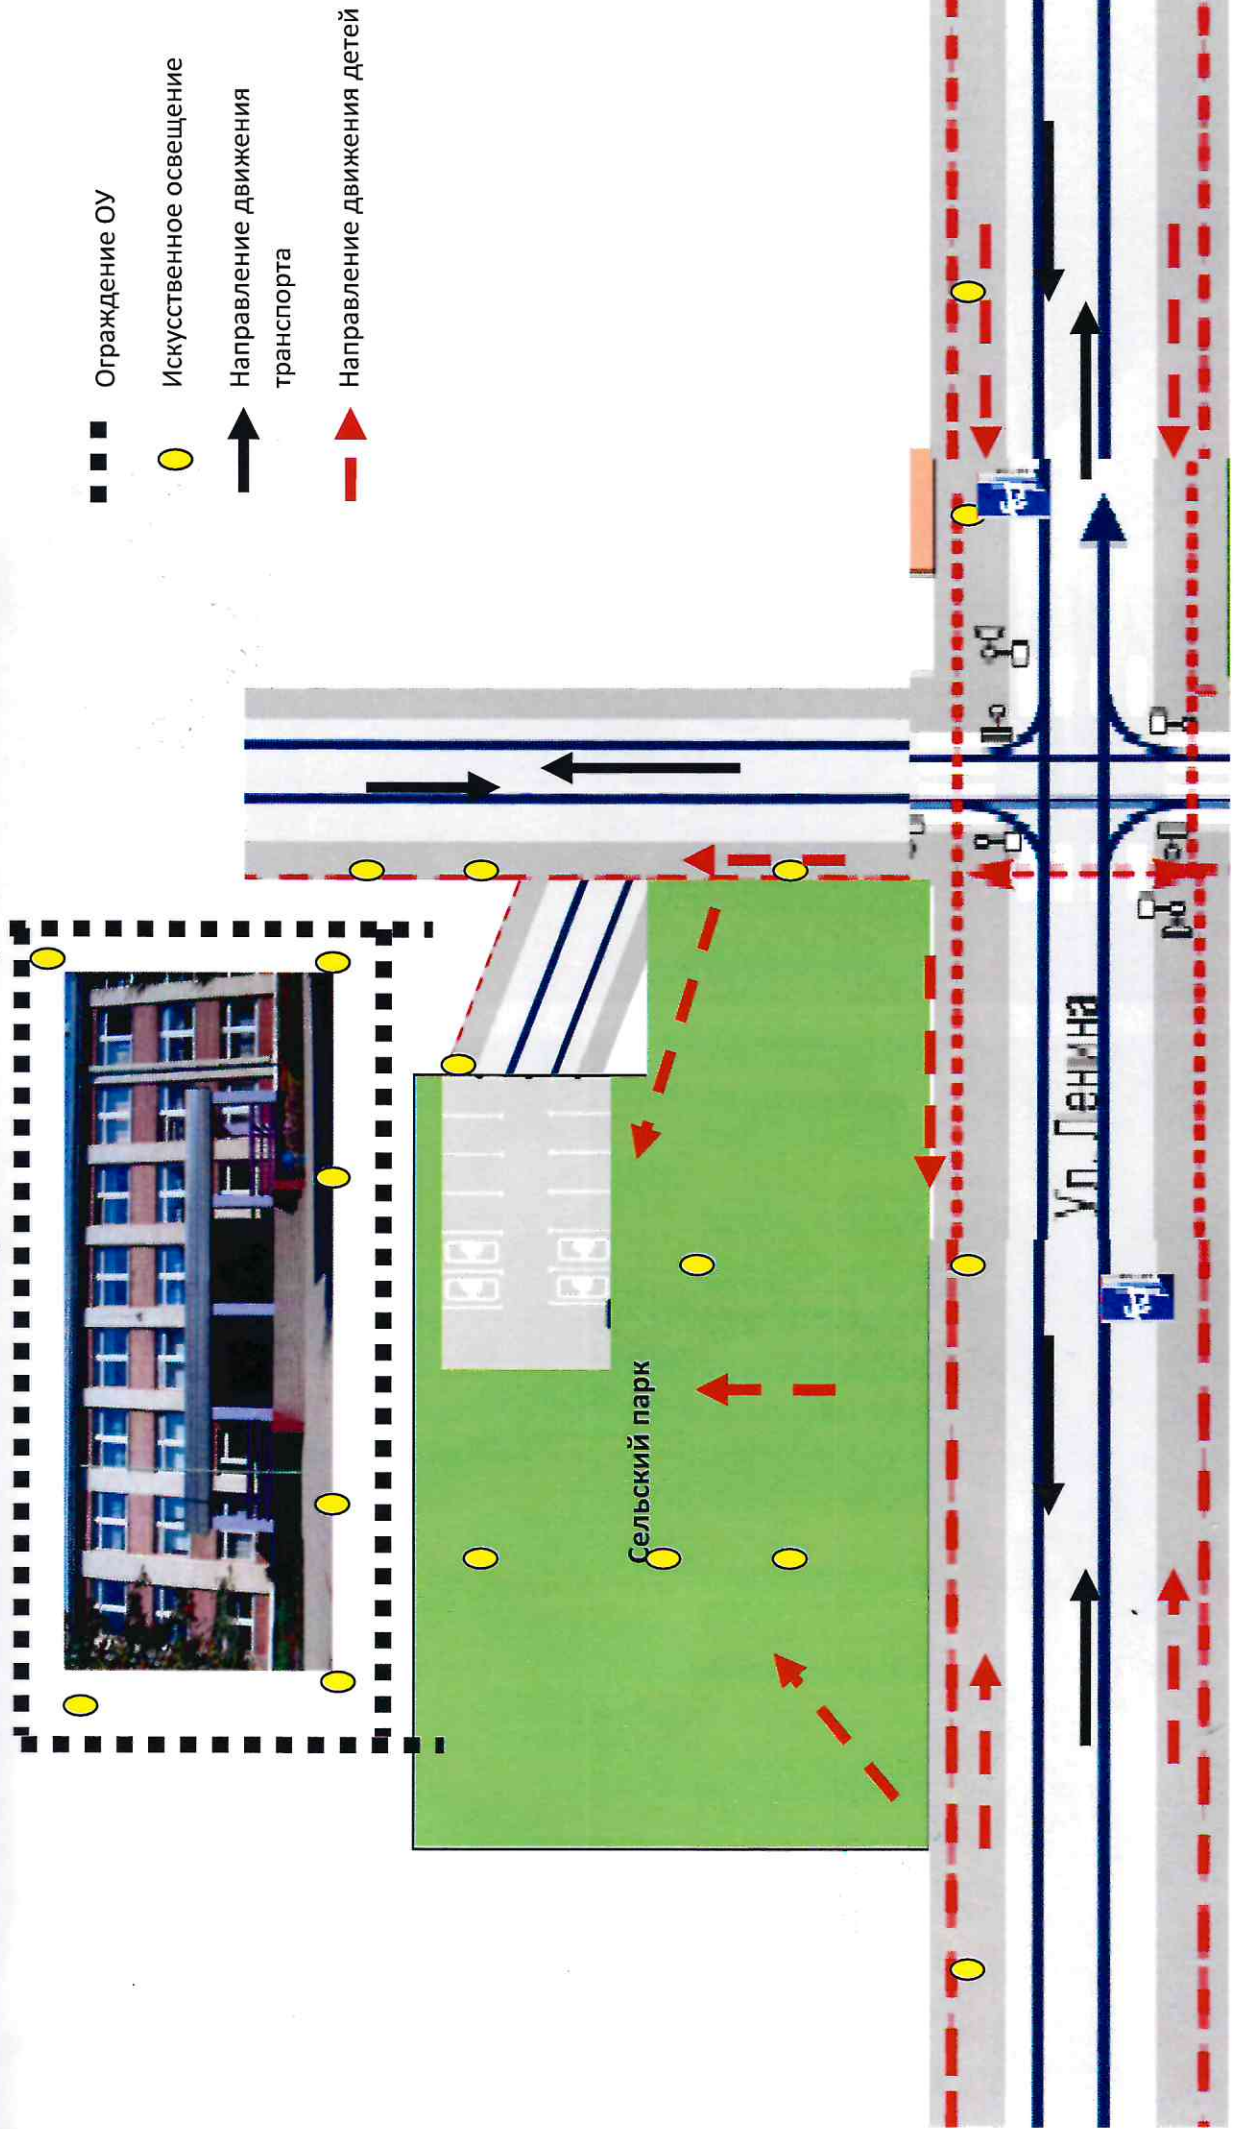 Ограждение ОУ
Искусственное освещение
Направление движения
транспорта
Направление движения детей
Сельский парк
Ул. Ленина